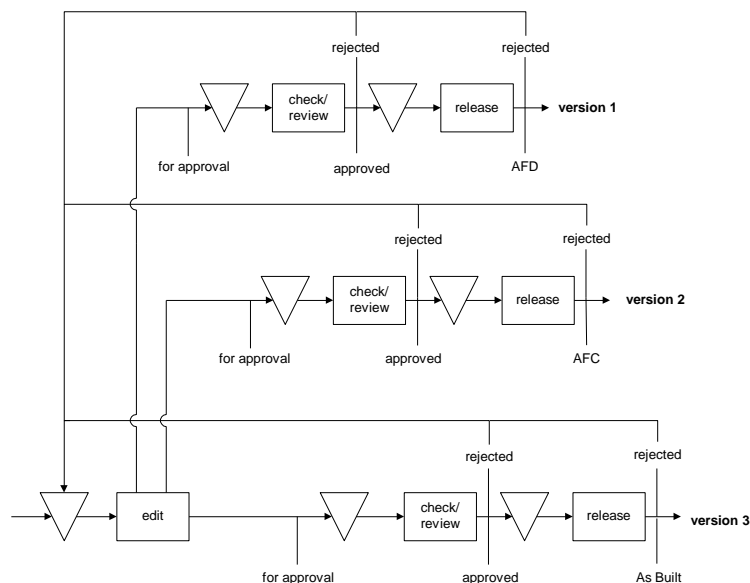 rejected
rejected
check/
review
release
version 1
for approval
approved
AFD
rejected
rejected
check/
review
release
version 2
for approval
approved
AFC
rejected
rejected
edit
check/
review
release
version 3
for approval
approved
As Built